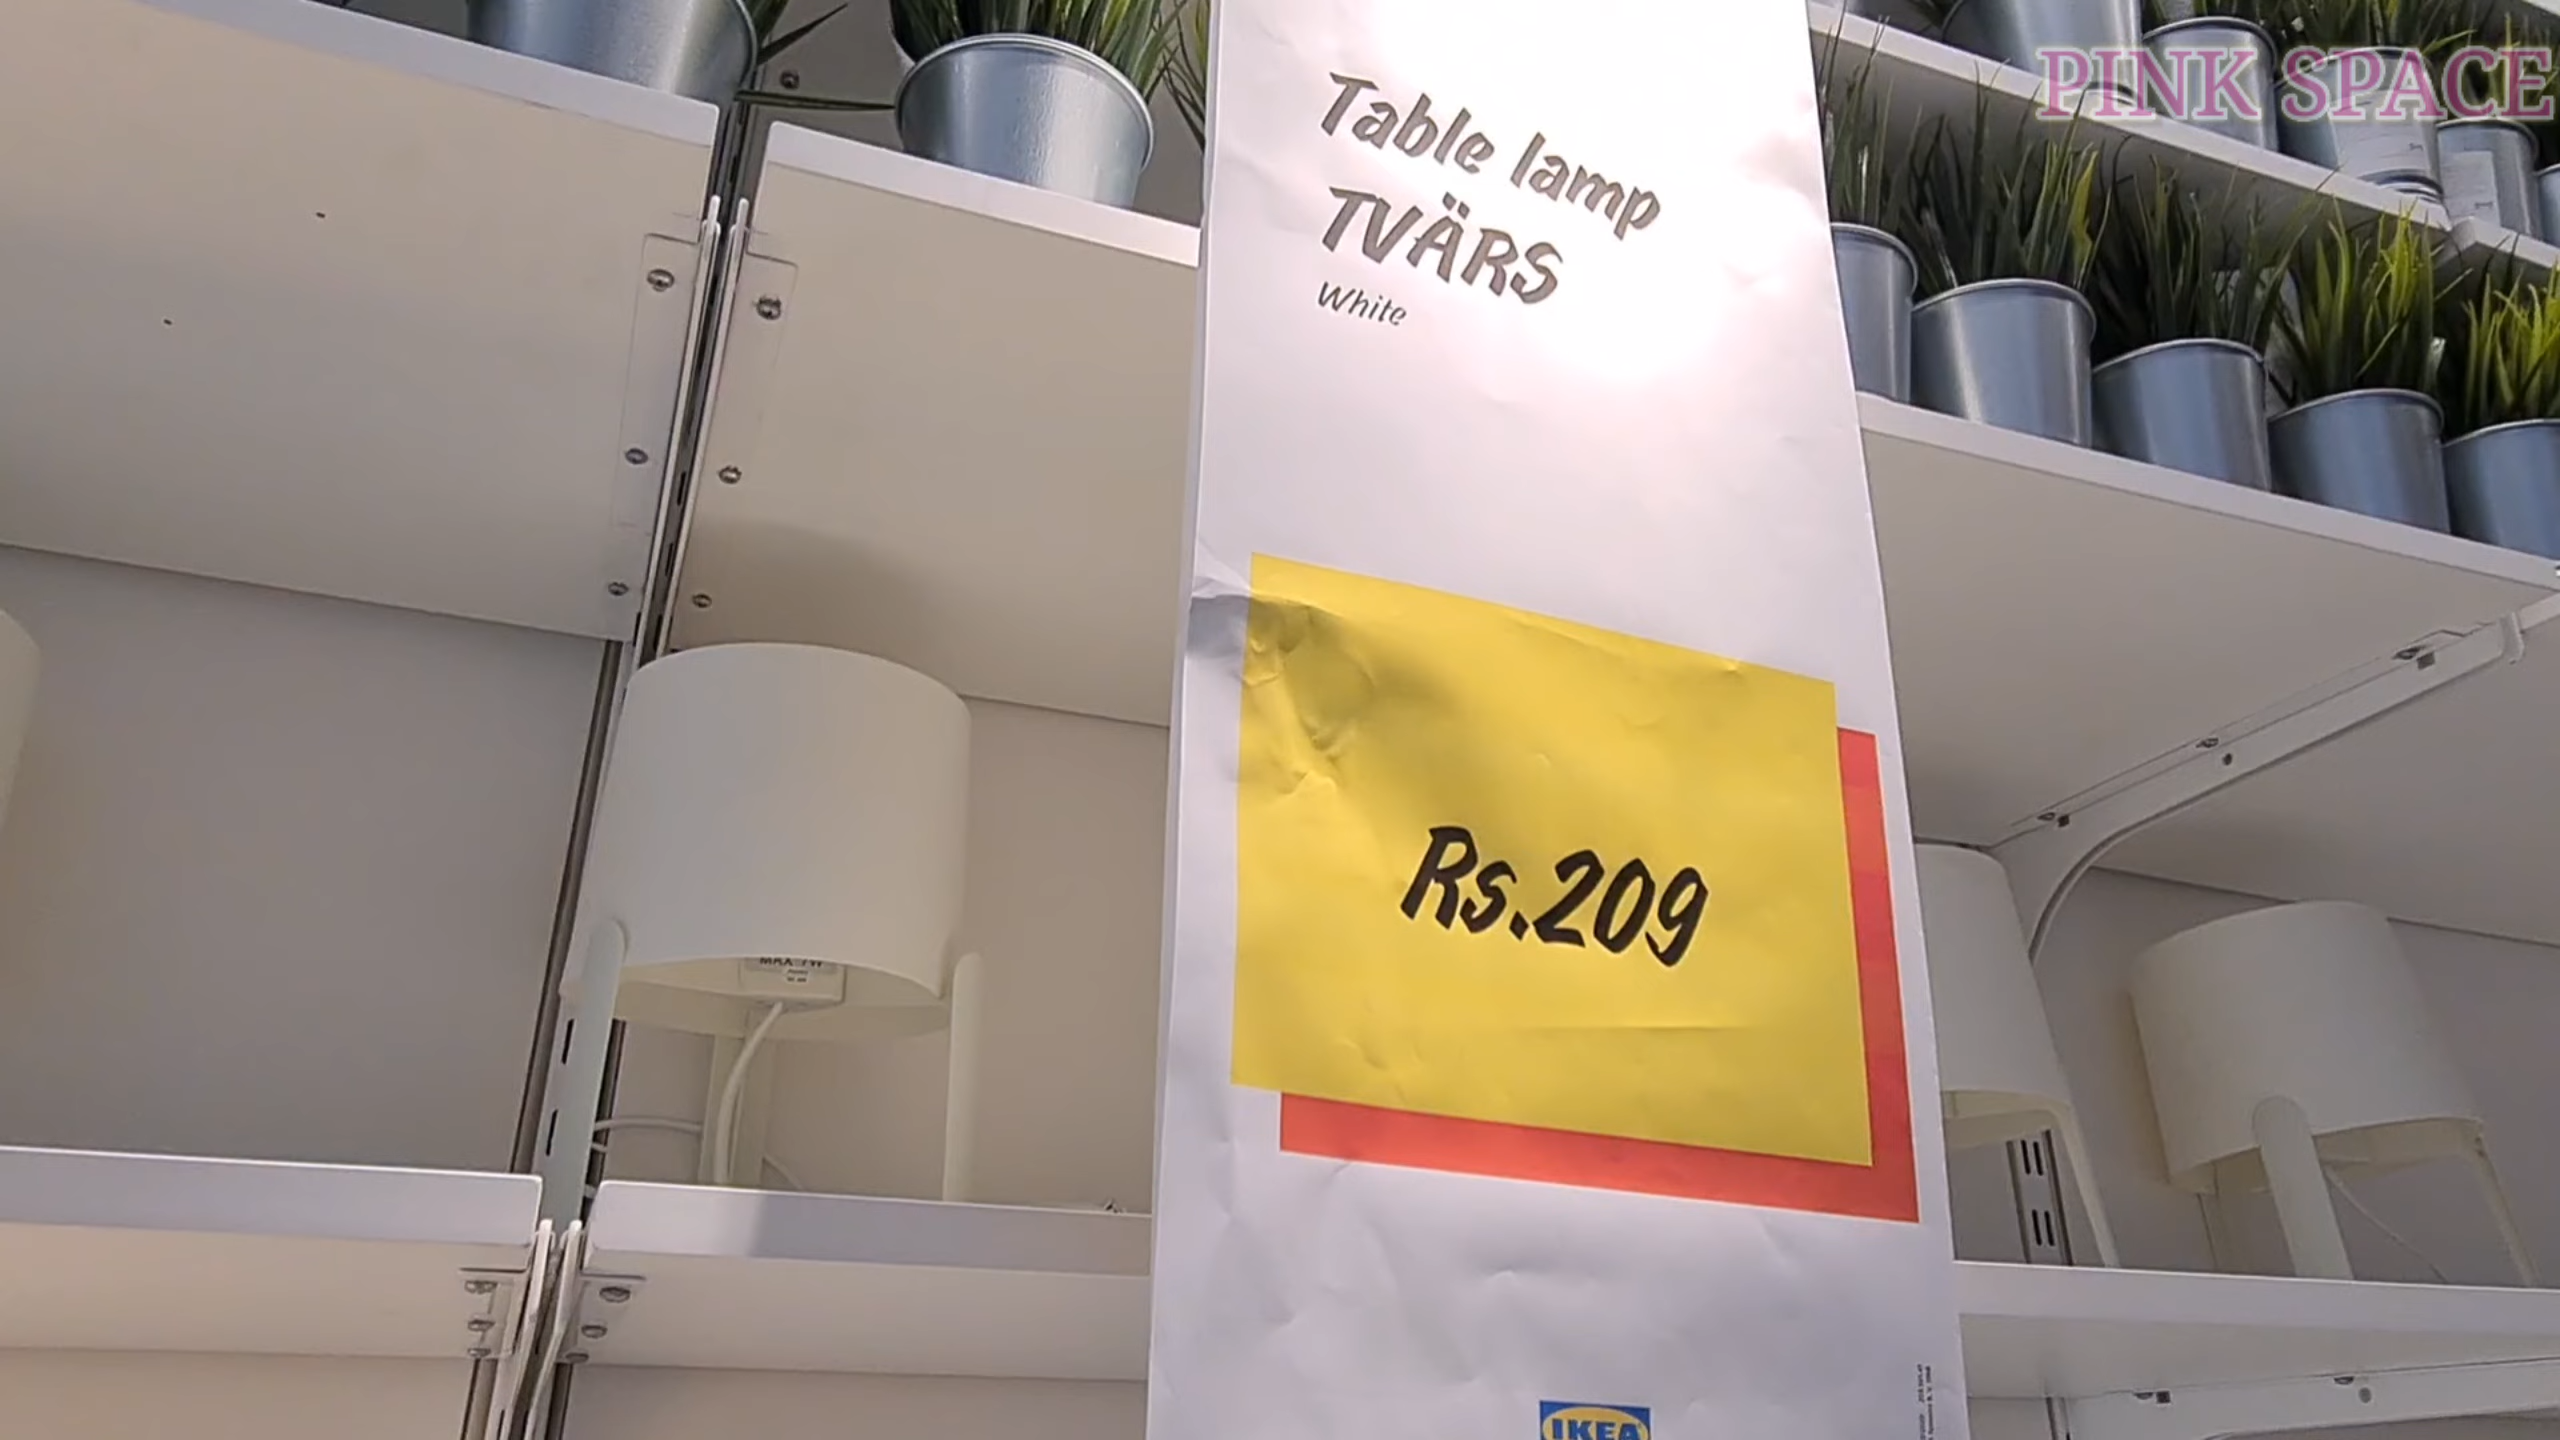 PINK SPACE
Table lamp
TVÄRS
White
Rs.209
IKEA